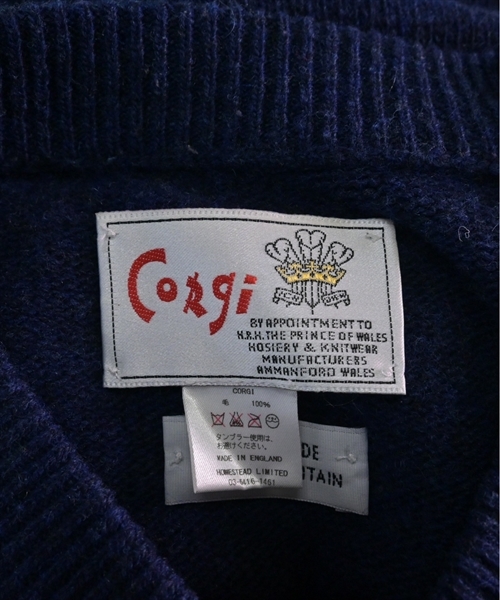 Corgi
BY APPOINTMENT TO
H.R.H. THE PRINCE OF WALES
HOSIERY & KNITWEAR
MANUFACTURERS
AMMANFORD WALES
CORGI
毛 100%
タンブラー使用は
お避けください。
MADE IN ENGLAND
HOMESTEAD LIMITED
DE
ITAIN